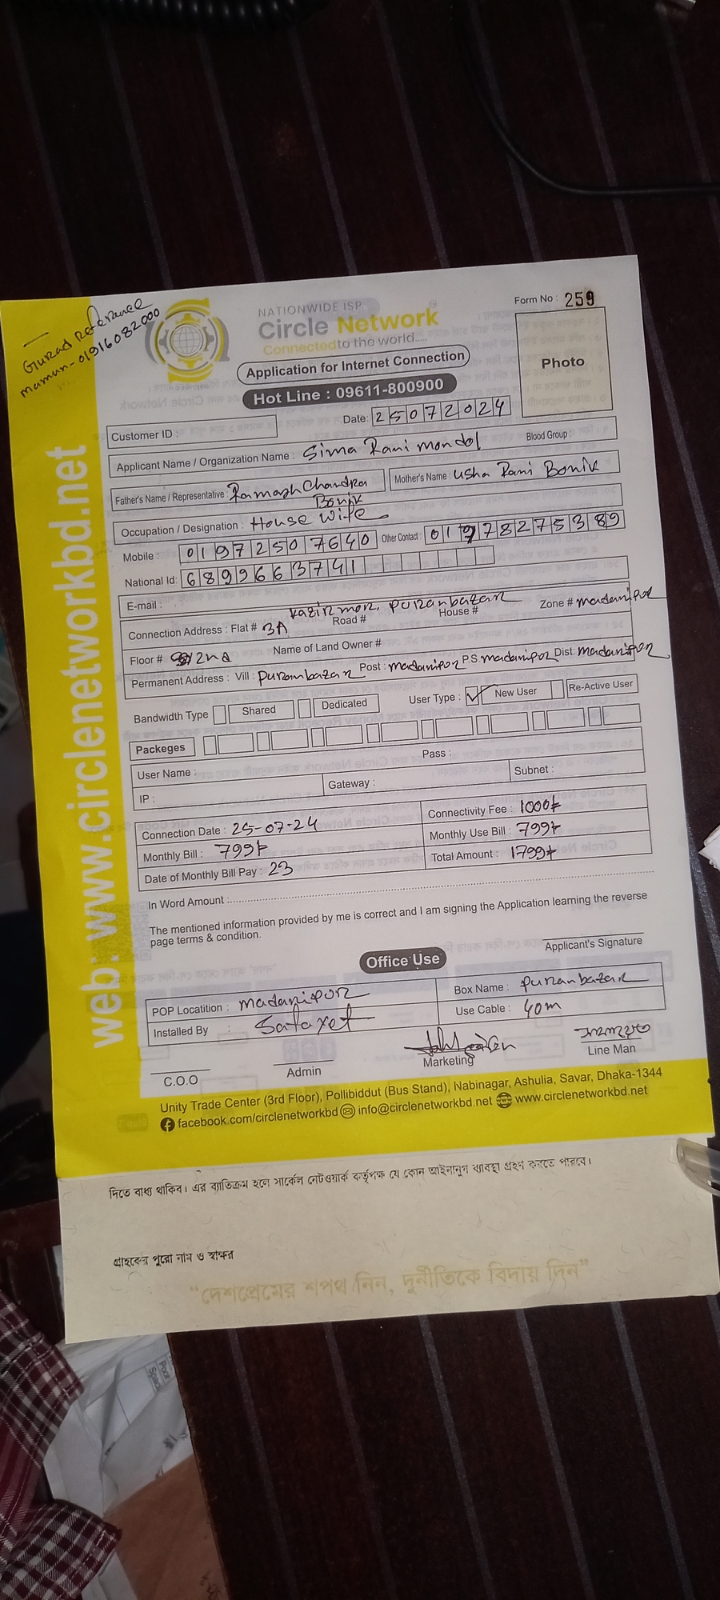 Gurad Referance
mamun-01916082000
NATIONWIDE ISP
Circle Network
Connected to the world....
Form No : 259
Application for Internet Connection
Hot Line : 09611-800900
Photo
Date: 25072024
Customer ID :
Applicant Name / Organization Name : Sima Rani mondol Blood Group :
Father's Name / Representative Ramash Chandra Bonik Mother's Name Usha Rani Bonik
Occupation / Designation : House Wife
Mobile : 01972507640 Other Contact : 01978275389
National Id: 6899663741
E-mail :
Kazir mor, Puranbazar
Connection Address : Flat # 3A Road # House # Zone # madaripur
Floor # 2nd Name of Land Owner #
Permanent Address : Vill : Puranbazar Post : madaripur PS madaripur Dist madaripur
Bandwidth Type Shared Dedicated User Type : New User Re-Active User
Packeges
User Name : Pass :
IP : Gateway : Subnet :
Connection Date : 25-07-24 Connectivity Fee : 1000/-
Monthly Bill : 799/- Monthly Use Bill : 799/-
Date of Monthly Bill Pay : 23 Total Amount : 1799/-
In Word Amount :
The mentioned information provided by me is correct and I am signing the Application learning the reverse
page terms & condition.
Applicant's Signature
Office Use
POP Locatition : madaripur Box Name : Puranbazar
Installed By : Use Cable : 40m
C.O.O Admin Marketing Line Man
Unity Trade Center (3rd Floor), Pollibiddut (Bus Stand), Nabinagar, Ashulia, Savar, Dhaka-1344
facebook.com/circlenetworkbd info@circlenetworkbd.net www.circlenetworkbd.net
web: www.circlenetworkbd.net
দিতে বাধ্য থাকিব। এর ব্যতিক্রম হলে সার্কেল নেটওয়ার্ক কর্তৃপক্ষ যে কোন আইনানুগ ব্যবস্থা গ্রহণ করতে পারবে।
গ্রাহকের পুরো নাম ও স্বাক্ষর
“দেশপ্রেমের শপথ নিন, দুর্নীতিকে বিদায় দিন”